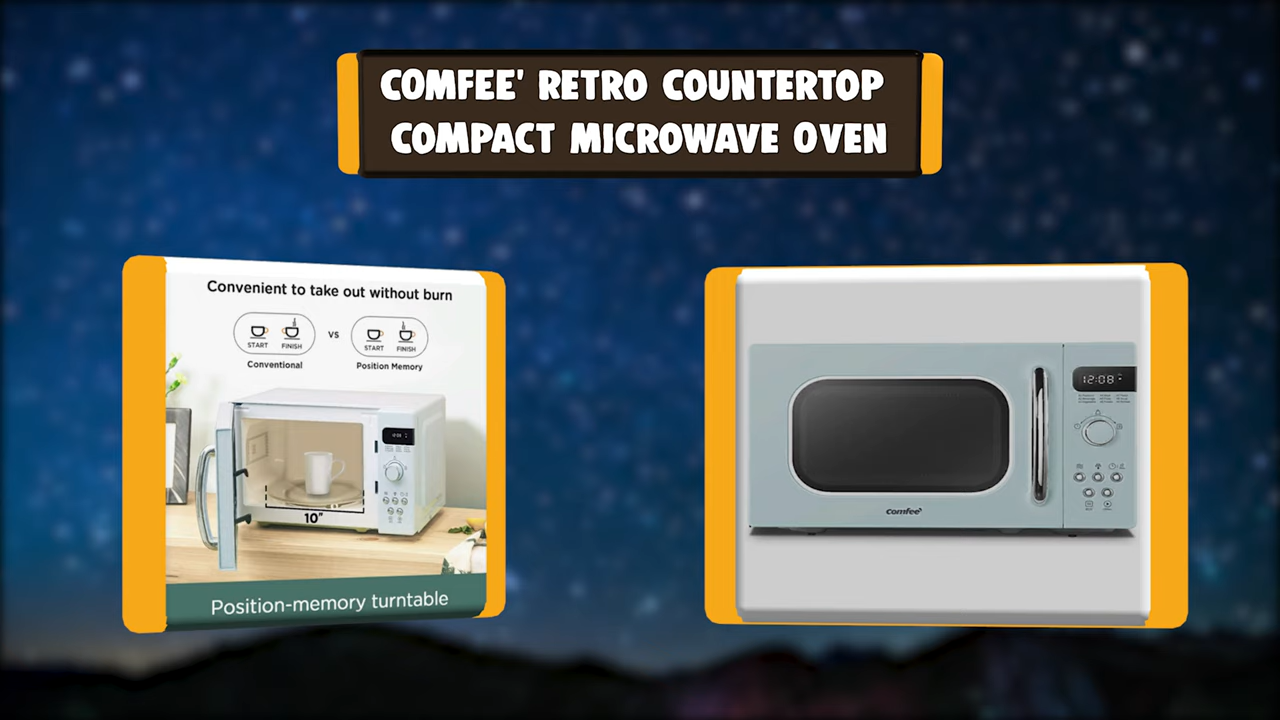 COMFEE' RETRO COUNTERTOP
COMPACT MICROWAVE OVEN
Convenient to take out without burn
START FINISH VS START FINISH
Conventional Position Memory
10"
Position-memory turntable
12:08
comfee'